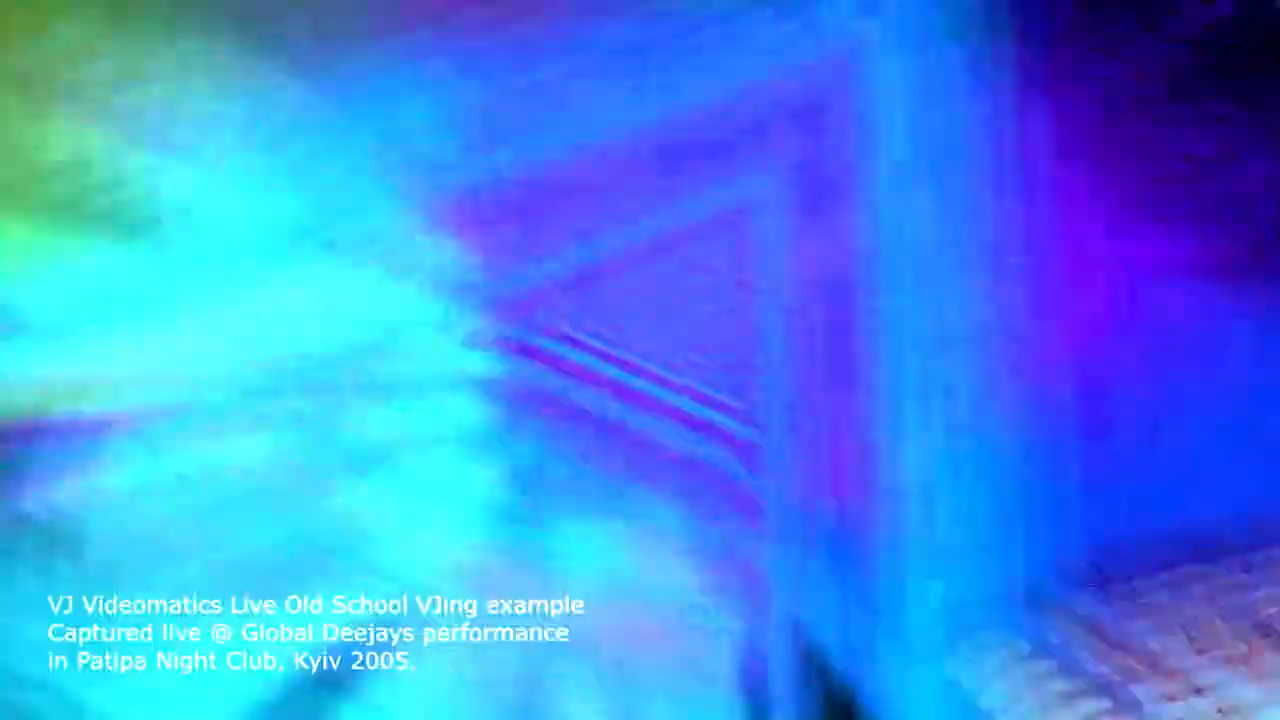 VJ Videomatics Live Old School VJing example
Captured live @ Global Deejays performance
in Patipa Night Club, Kyiv 2005.